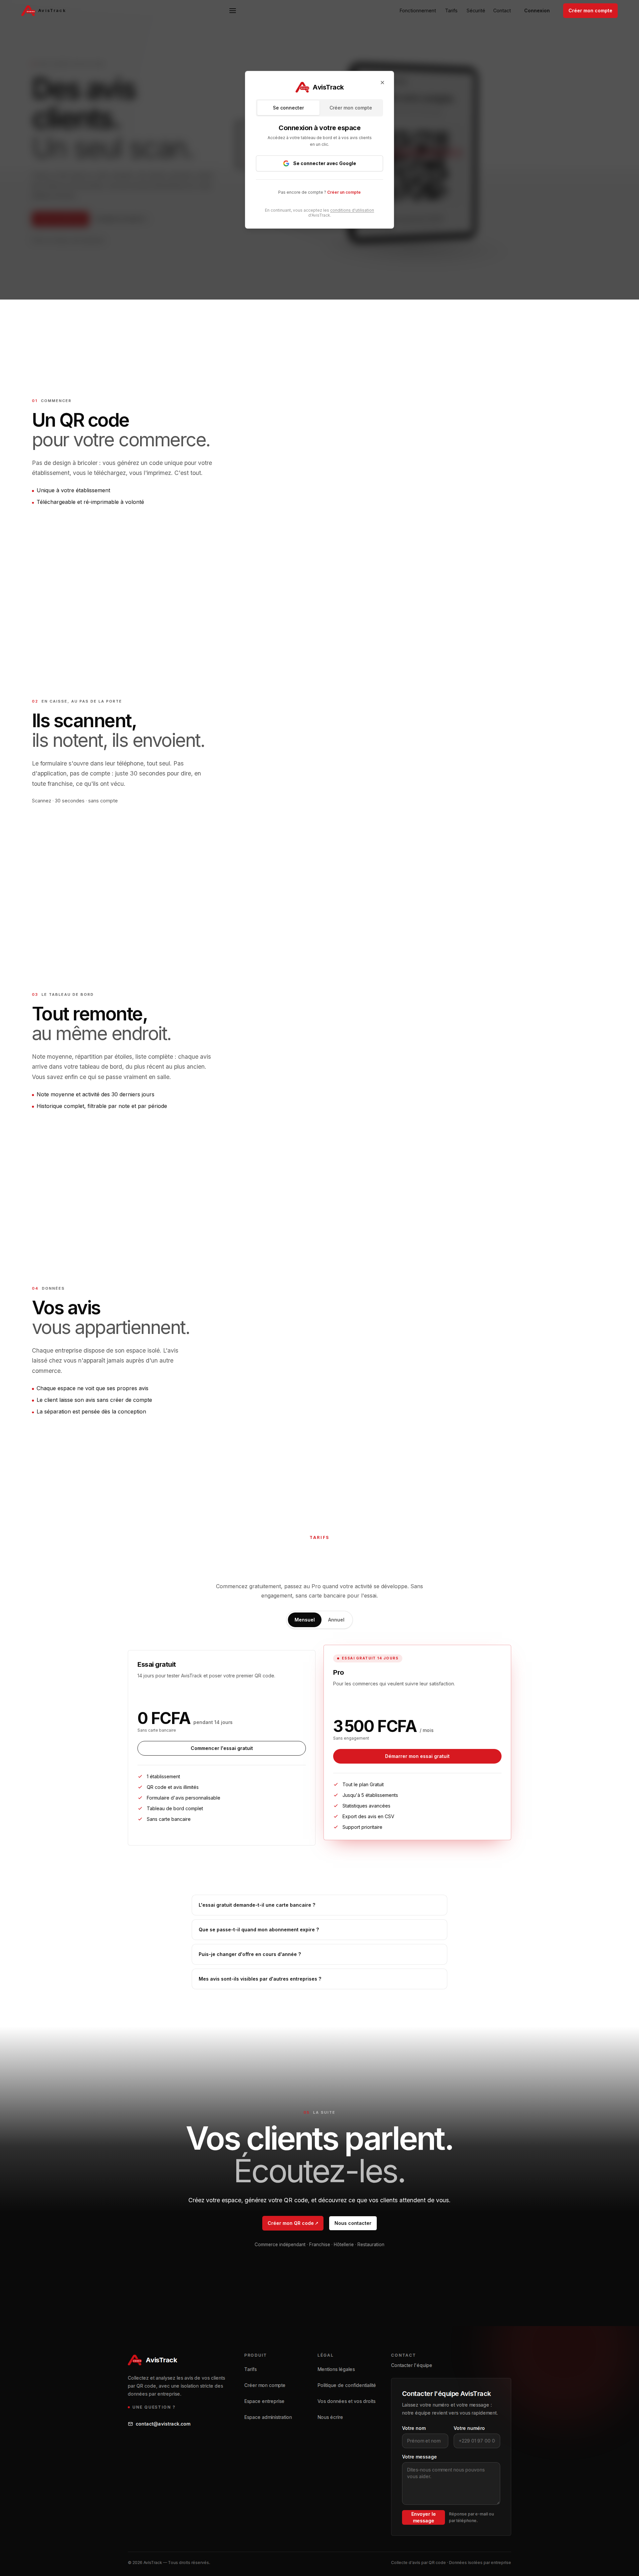 AvisTrack
Fonctionnement
Tarifs
Sécurité
Contact
Connexion
Créer mon compte
Des avis
clients.
AvisTrack
Se connecter
Créer mon compte
Connexion à votre espace
Accédez à votre tableau de bord et à vos avis clients
en un clic.
Se connecter avec Google
Pas encore de compte ? Créer un compte
En continuant, vous acceptez les conditions d'utilisation
d'AvisTrack.
01 COMMENCER
Un QR code
pour votre commerce.
Pas de design à bricoler : vous générez un code unique pour votre
établissement, vous le téléchargez, vous l'imprimez. C'est tout.
Unique à votre établissement
Téléchargeable et ré-imprimable à volonté
02 EN CAISSE, AU PAS DE LA PORTE
Ils scannent,
ils notent, ils envoient.
Le formulaire s'ouvre dans leur téléphone, tout seul. Pas
d'application, pas de compte : juste 30 secondes pour dire, en
toute franchise, ce qu'ils ont vécu.
Scannez · 30 secondes · sans compte
03 LE TABLEAU DE BORD
Tout remonte,
au même endroit.
Note moyenne, répartition par étoiles, liste complète : chaque avis
arrive dans votre tableau de bord, du plus récent au plus ancien.
Vous savez enfin ce qui se passe vraiment en salle.
Note moyenne et activité des 30 derniers jours
Historique complet, filtrable par note et par période
04 DONNÉES
Vos avis
vous appartiennent.
Chaque entreprise dispose de son espace isolé. L'avis
laissé chez vous n'apparaît jamais auprès d'un autre
commerce.
Chaque espace ne voit que ses propres avis
Le client laisse son avis sans créer de compte
La séparation est pensée dès la conception
TARIFS
Commencez gratuitement, passez au Pro quand votre activité se développe. Sans
engagement, sans carte bancaire pour l'essai.
Mensuel
Annuel
Essai gratuit
14 jours pour tester AvisTrack et poser votre premier QR code.
0 FCFA pendant 14 jours
Sans carte bancaire
Commencer l'essai gratuit
1 établissement
QR code et avis illimités
Formulaire d'avis personnalisable
Tableau de bord complet
Sans carte bancaire
ESSAI GRATUIT 14 JOURS
Pro
Pour les commerces qui veulent suivre leur satisfaction.
3 500 FCFA / mois
Sans engagement
Démarrer mon essai gratuit
Tout le plan Gratuit
Jusqu'à 5 établissements
Statistiques avancées
Export des avis en CSV
Support prioritaire
L'essai gratuit demande-t-il une carte bancaire ?
Que se passe-t-il quand mon abonnement expire ?
Puis-je changer d'offre en cours d'année ?
Mes avis sont-ils visibles par d'autres entreprises ?
LA SUITE
Vos clients parlent.
Écoutez-les.
Créez votre espace, générez votre QR code, et découvrez ce que vos clients attendent de vous.
Créer mon QR code ↗
Nous contacter
Commerce indépendant · Franchise · Hôtellerie · Restauration
AvisTrack
Collectez et analysez les avis de vos clients
par QR code, avec une isolation stricte des
données par entreprise.
UNE QUESTION ?
contact@avistrack.com
PRODUIT
Tarifs
Créer mon compte
Espace entreprise
Espace administration
LÉGAL
Mentions légales
Politique de confidentialité
Vos données et vos droits
Nous écrire
CONTACT
Contacter l'équipe
Contacter l'équipe AvisTrack
Laissez votre numéro et votre message :
notre équipe revient vers vous rapidement.
Votre nom
Votre numéro
Prénom et nom
+229 01 97 00 0
Votre message
Dites-nous comment nous pouvons
vous aider.
Envoyer le
message
Réponse par e-mail ou
par téléphone.
© 2026 AvisTrack — Tous droits réservés.
Collecte d'avis par QR code · Données isolées par entreprise